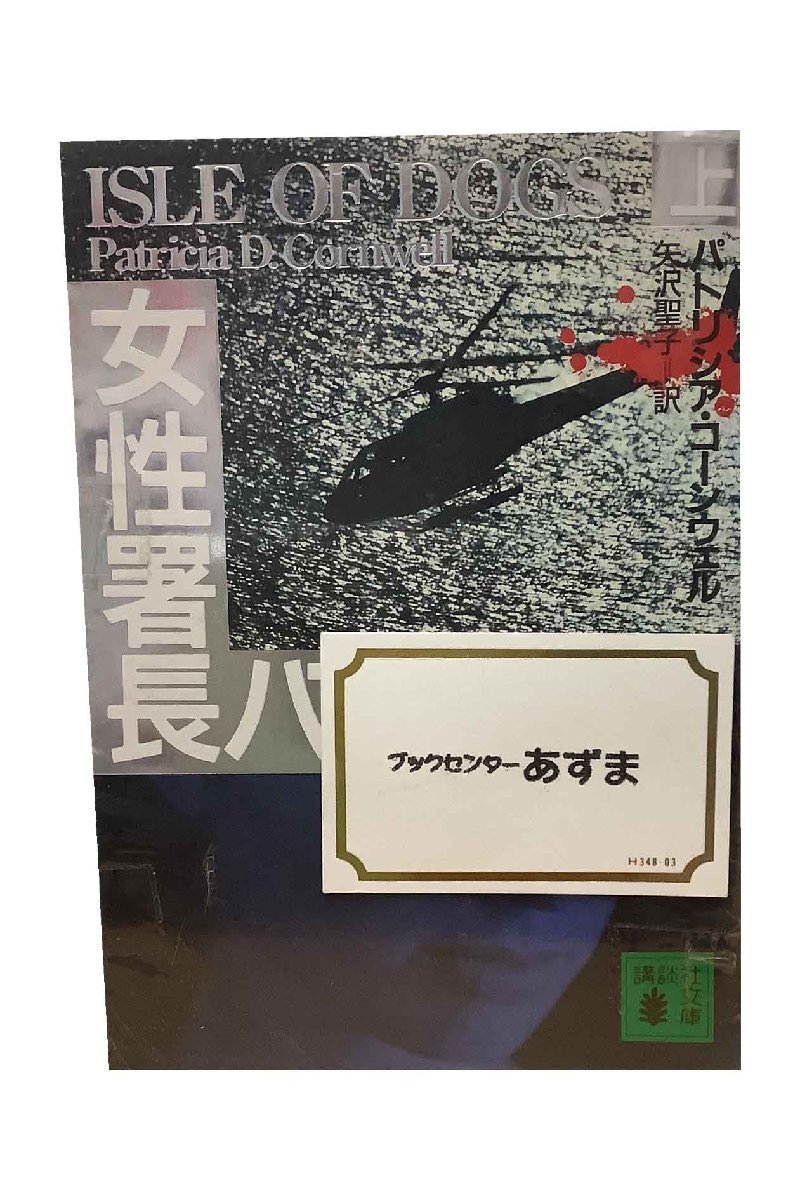 ISLE OF DOGS
Patricia D. Cornwell
上
パトリシア・コーンウェル
矢沢聖子=訳
女性署長
ハ
ブックセンターあずま
H348-03
講談社文庫